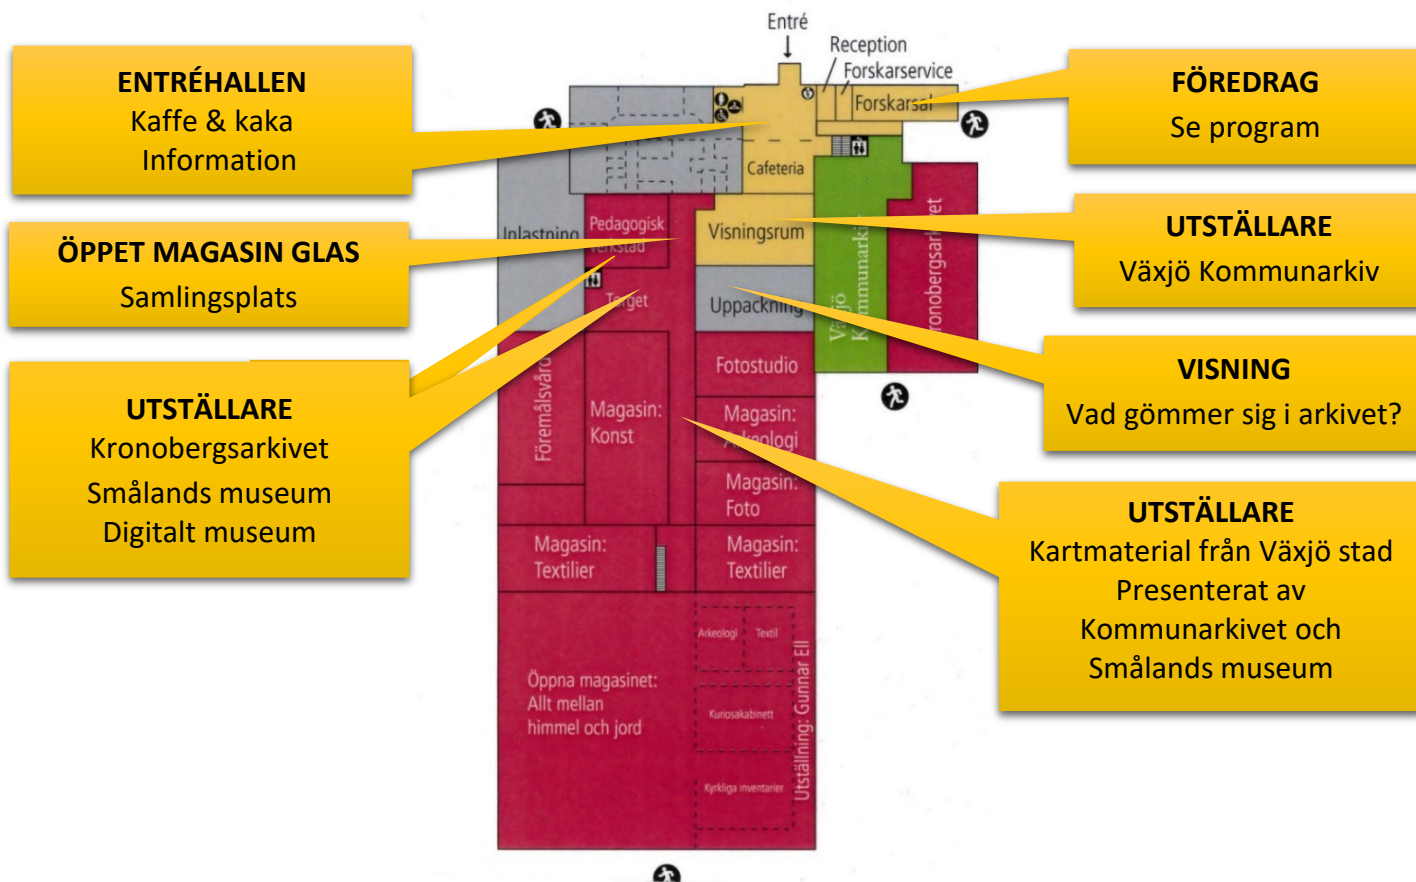 Entré
Reception
Forskarservice
Forskarsal
ENTRÉHALLEN
Kaffe & kaka
Information
FÖREDRAG
Se program
Cafeteria
ÖPPET MAGASIN GLAS
Samlingsplats
Inlastning
Pedagogisk
verkstad
Visningsrum
UTSTÄLLARE
Växjö Kommunarkiv
Torget
Uppackning
Växjö
Kommunarkiv
Kronobergsarkivet
UTSTÄLLARE
Kronobergsarkivet
Smålands museum
Digitalt museum
Föremålsvård
Magasin:
Konst
Fotostudio
Magasin:
Arkeologi
Magasin:
Foto
VISNING
Vad gömmer sig i arkivet?
UTSTÄLLARE
Kartmaterial från Växjö stad
Presenterat av
Kommunarkivet och
Smålands museum
Magasin:
Textilier
Magasin:
Textilier
Arkeologi
Textil
Öppna magasinet:
Allt mellan
himmel och jord
Kuriosakabinett
Kyrkliga inventarier
Utställning: Gunnar Ell